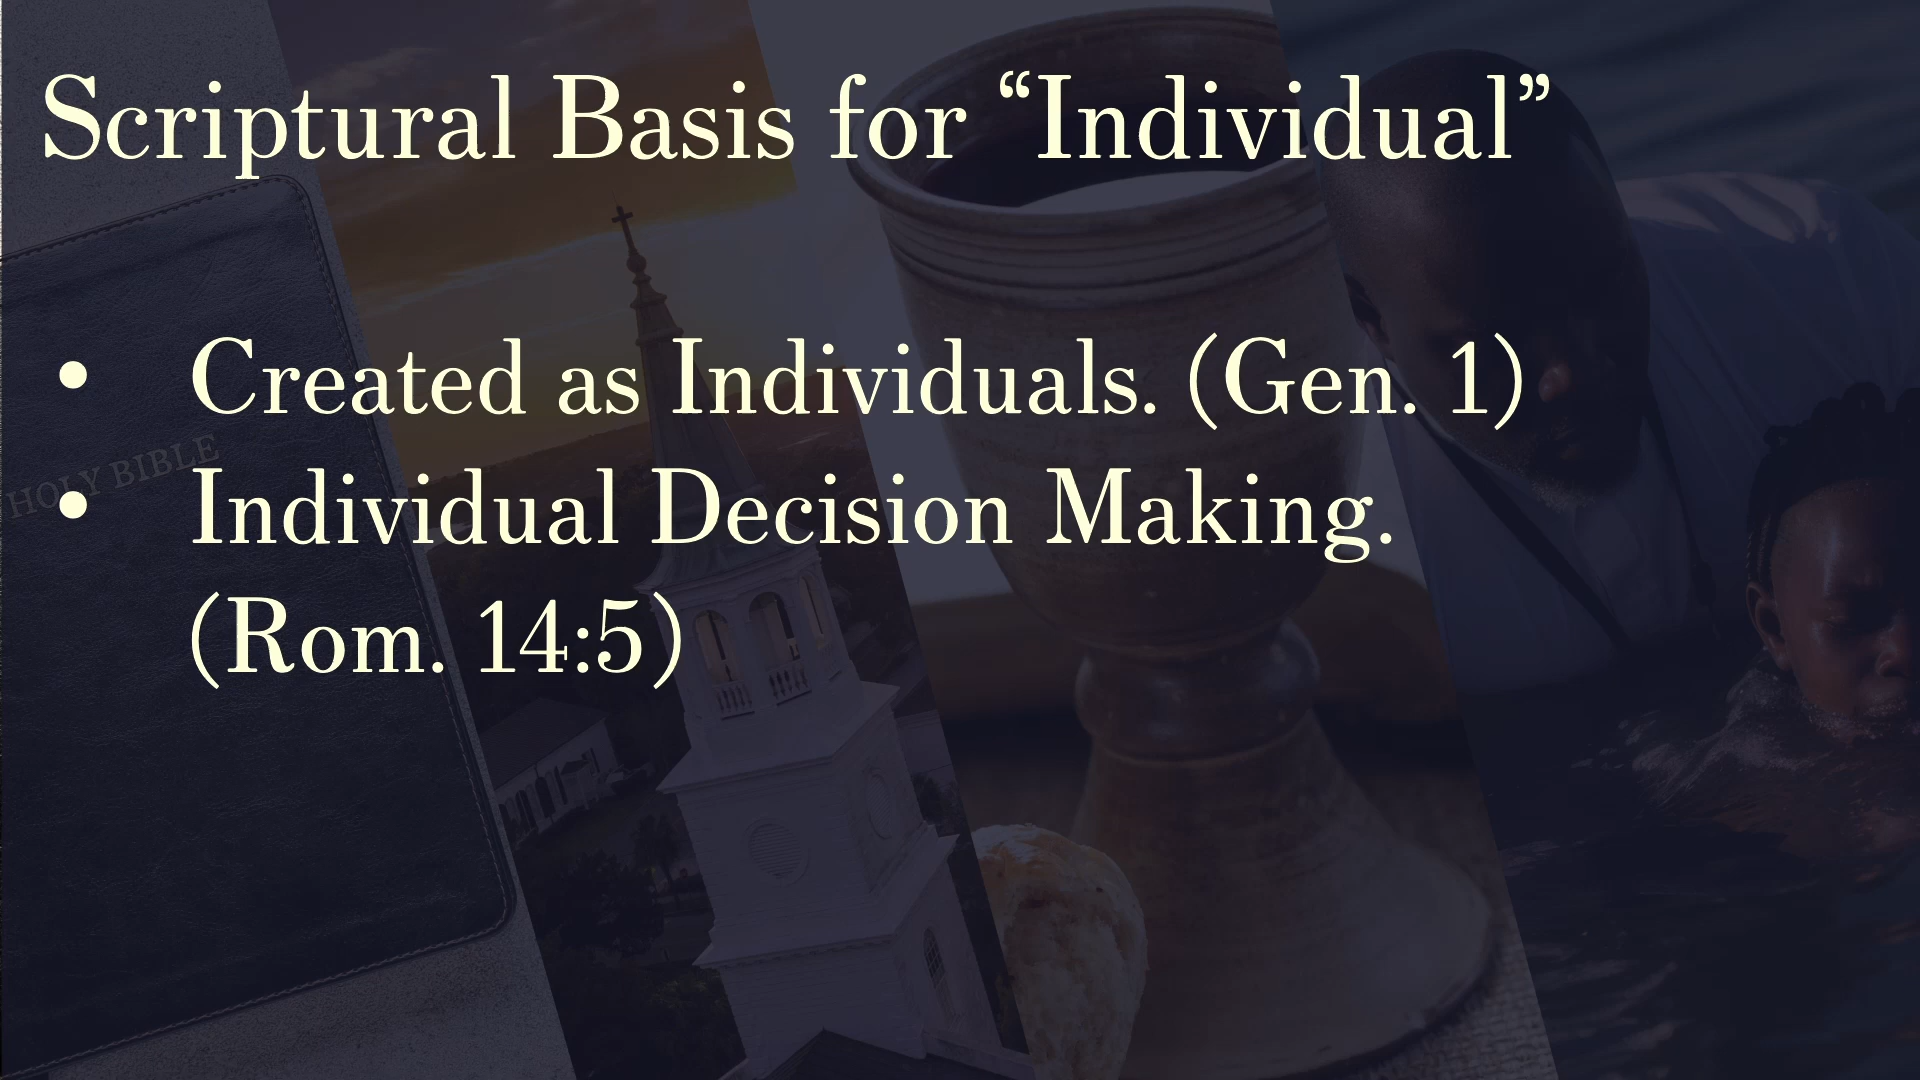 Scriptural Basis for “Individual”
• Created as Individuals. (Gen. 1)
HOLY BIBLE
• Individual Decision Making.
(Rom. 14:5)